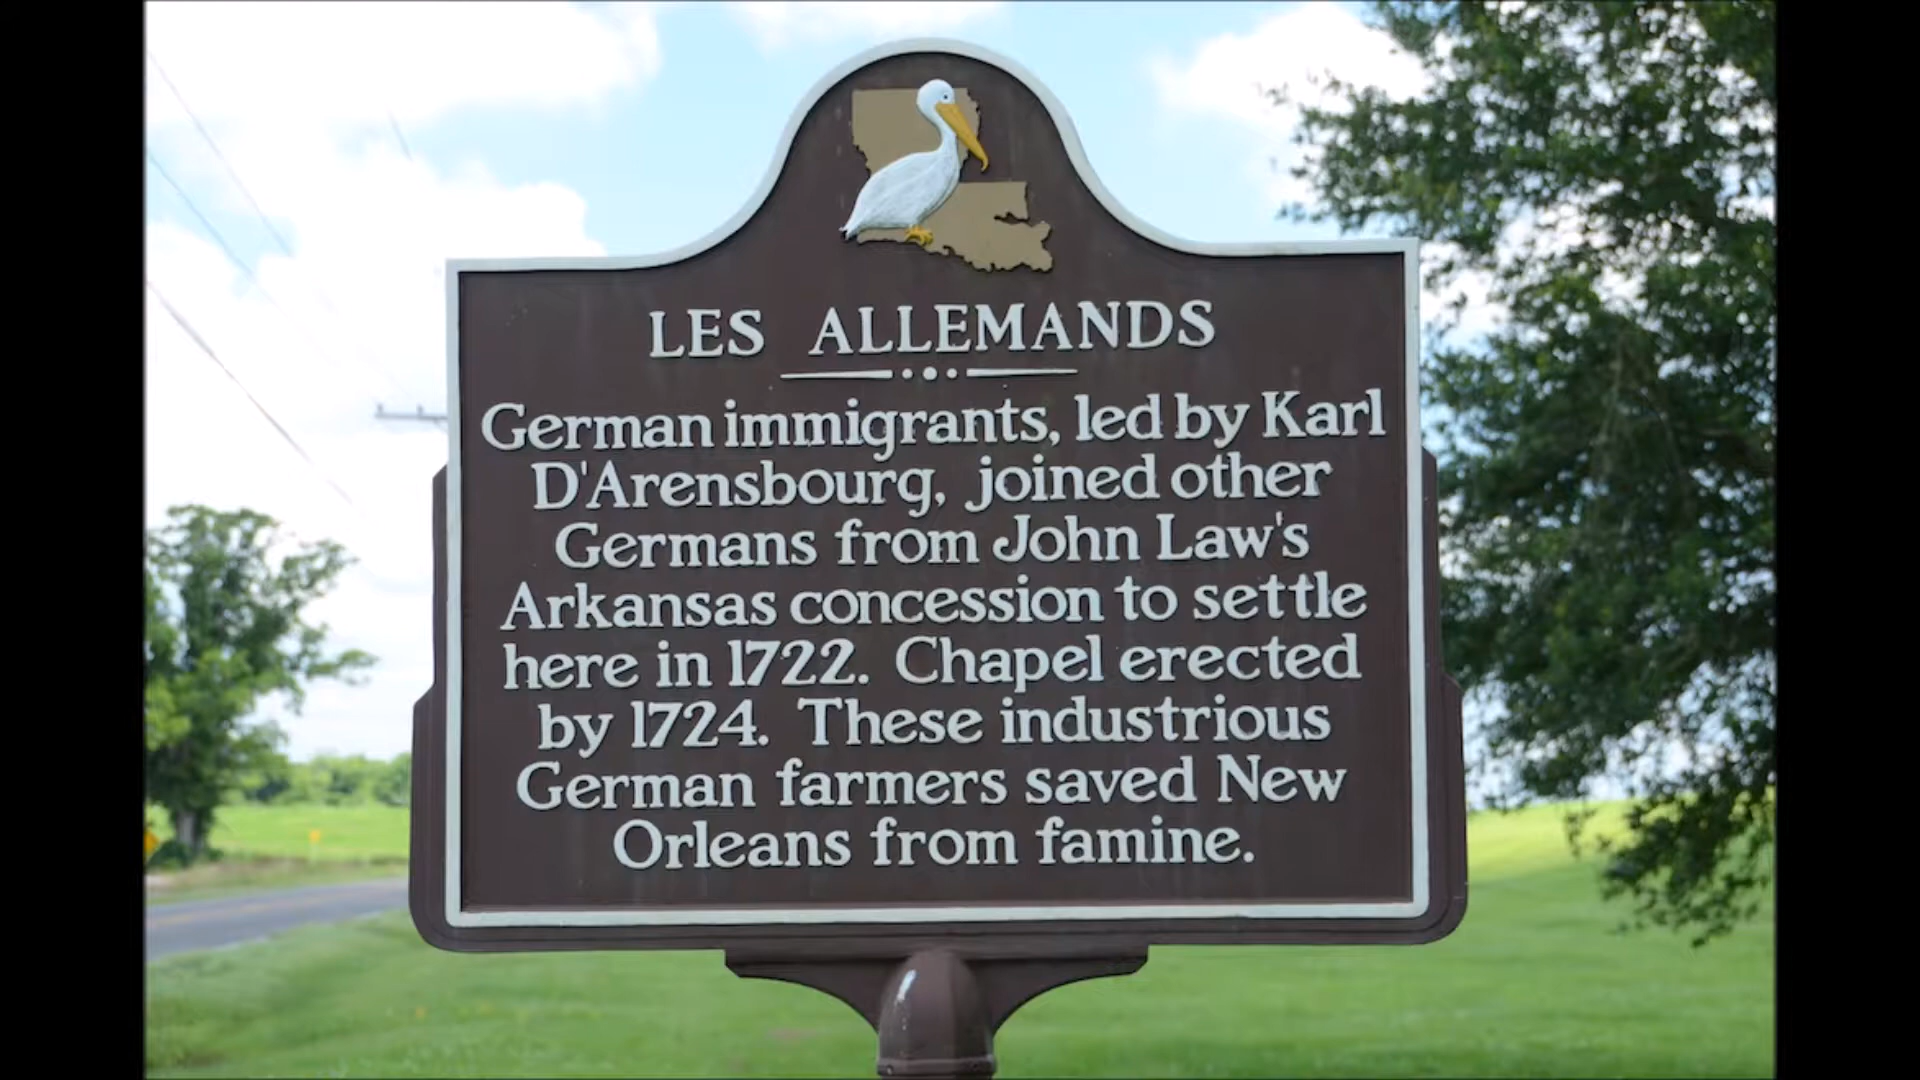 LES ALLEMANDS
German immigrants, led by Karl
D'Arensbourg, joined other
Germans from John Law's
Arkansas concession to settle
here in 1722. Chapel erected
by 1724. These industrious
German farmers saved New
Orleans from famine.